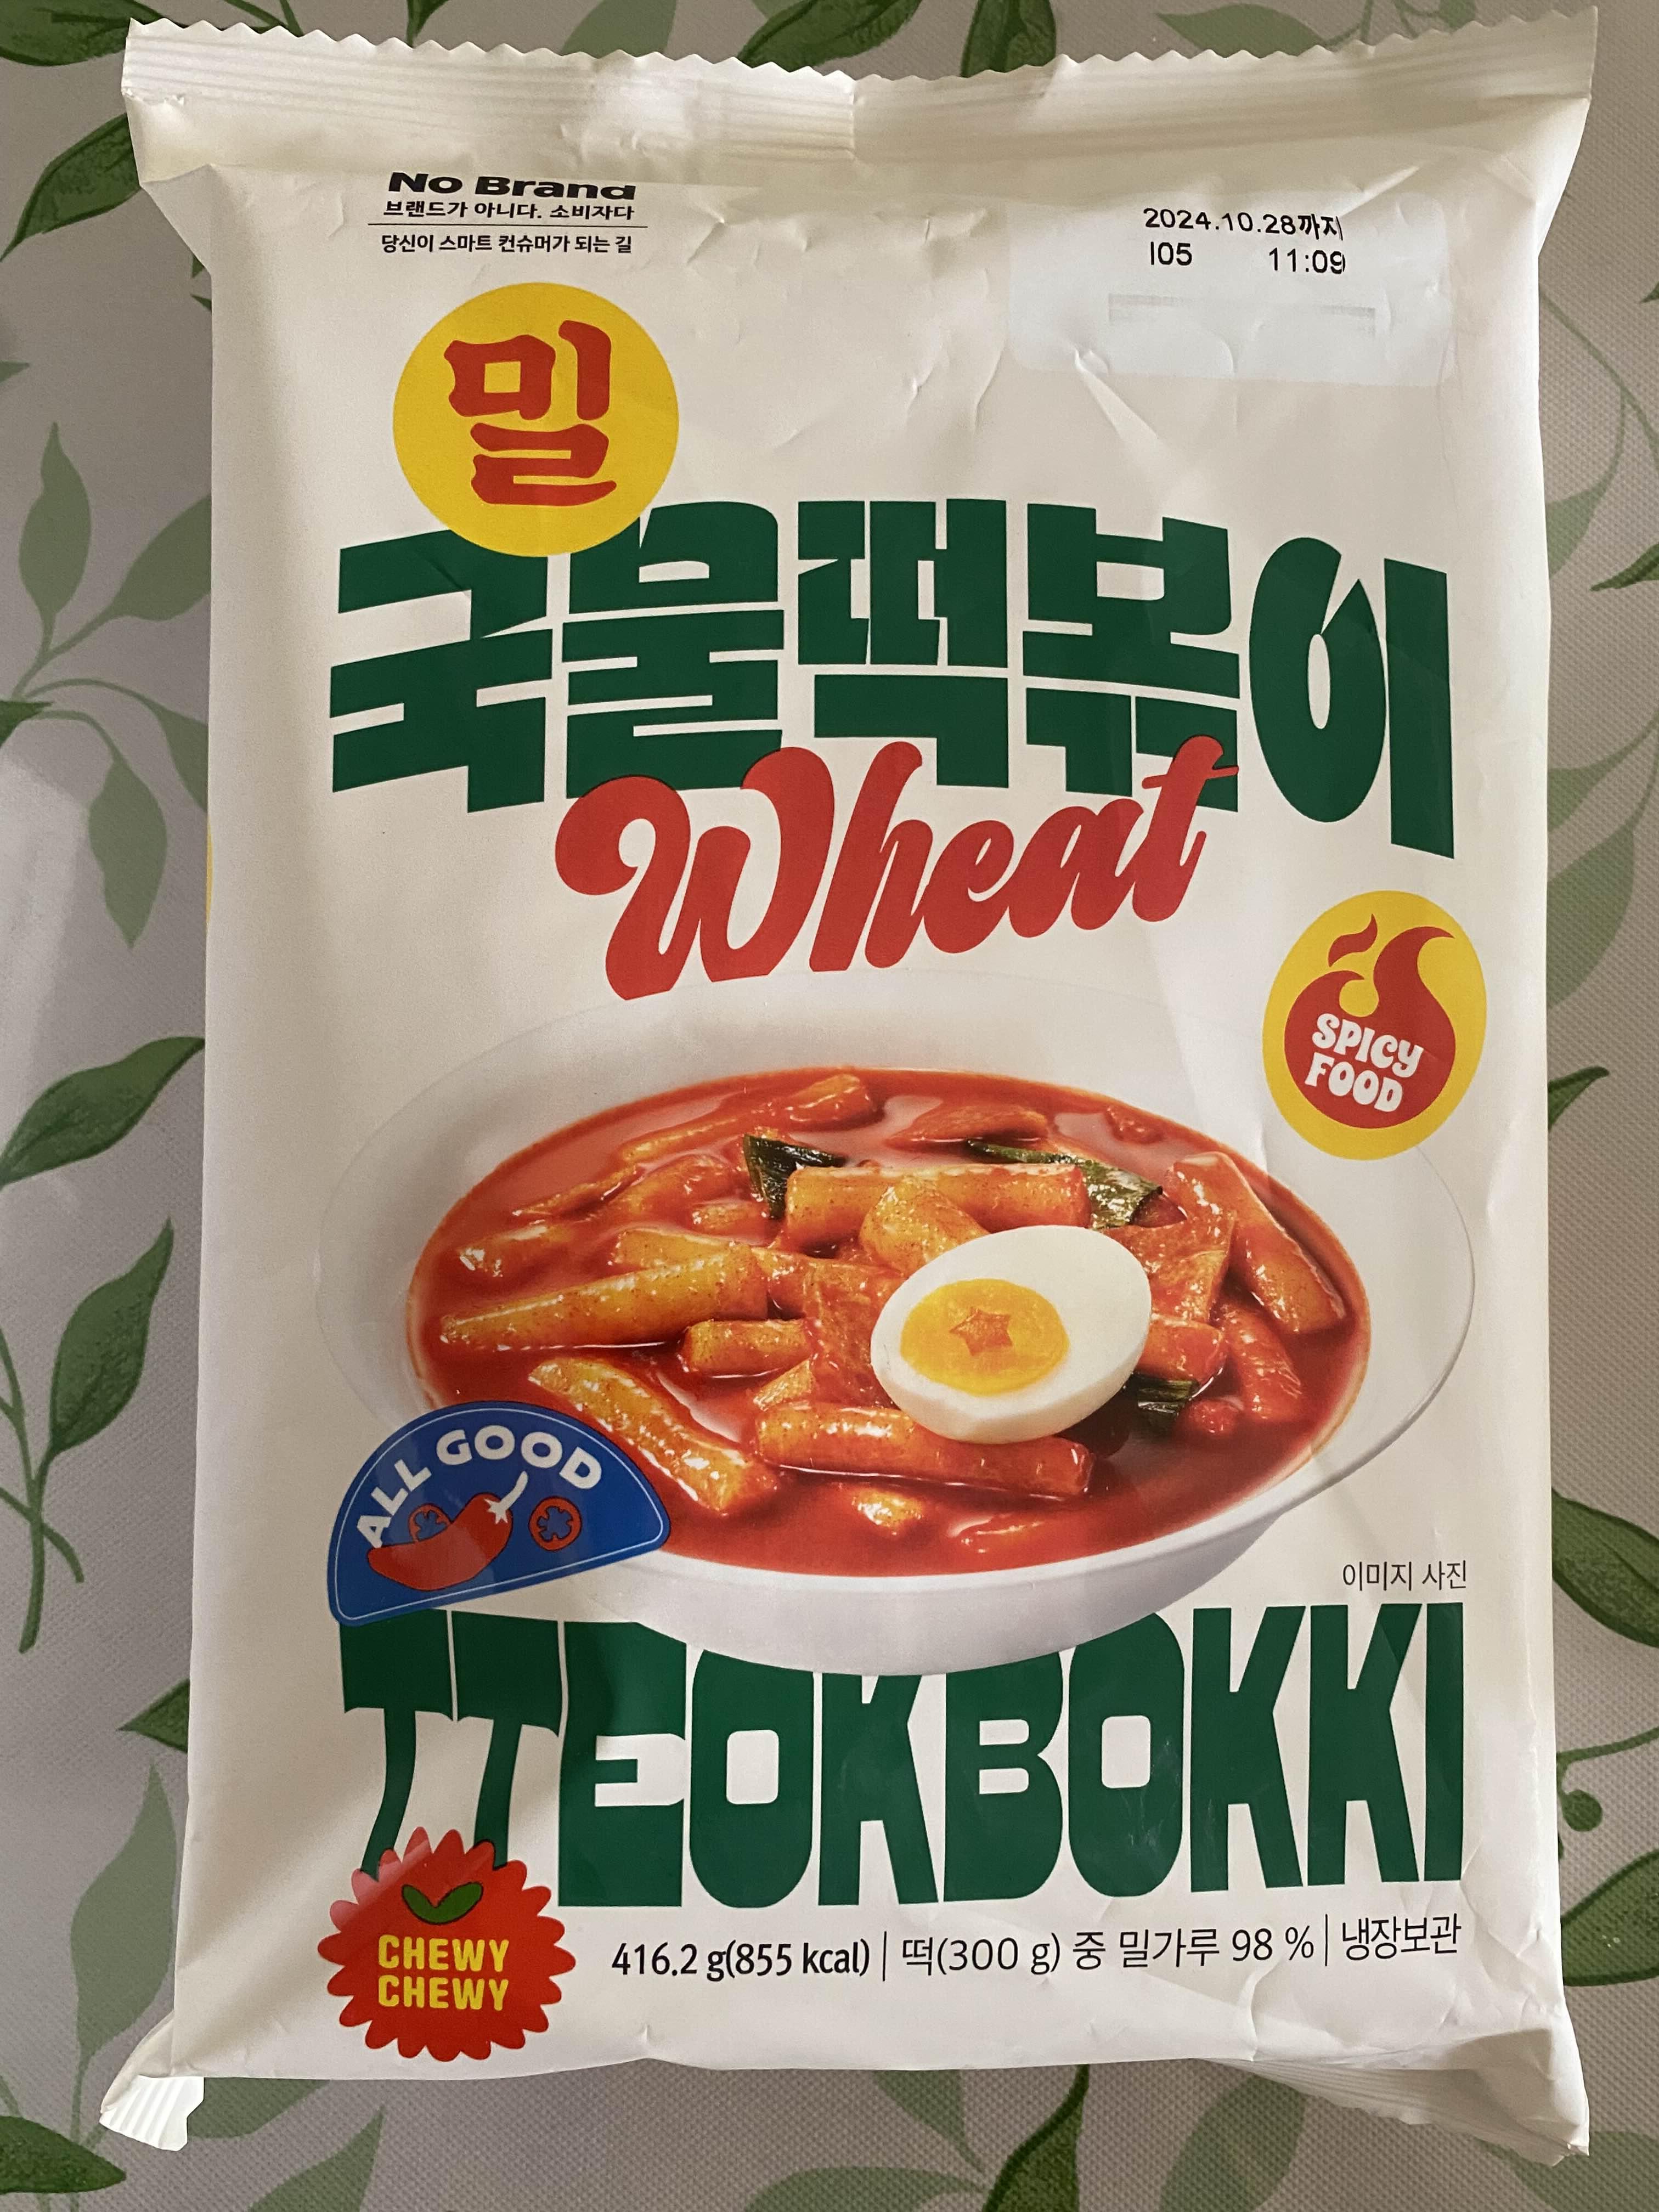 No Brand
브랜드가 아니다. 소비자다
당신이 스마트 컨슈머가 되는 길
2024.10.28까지
I05 11:09
밀
국물떡볶이
Wheat
SPICY
FOOD
ALL GOOD
이미지 사진
TTEOKBOKKI
CHEWY
CHEWY
416.2 g(855 kcal) | 떡(300 g) 중 밀가루 98 % | 냉장보관